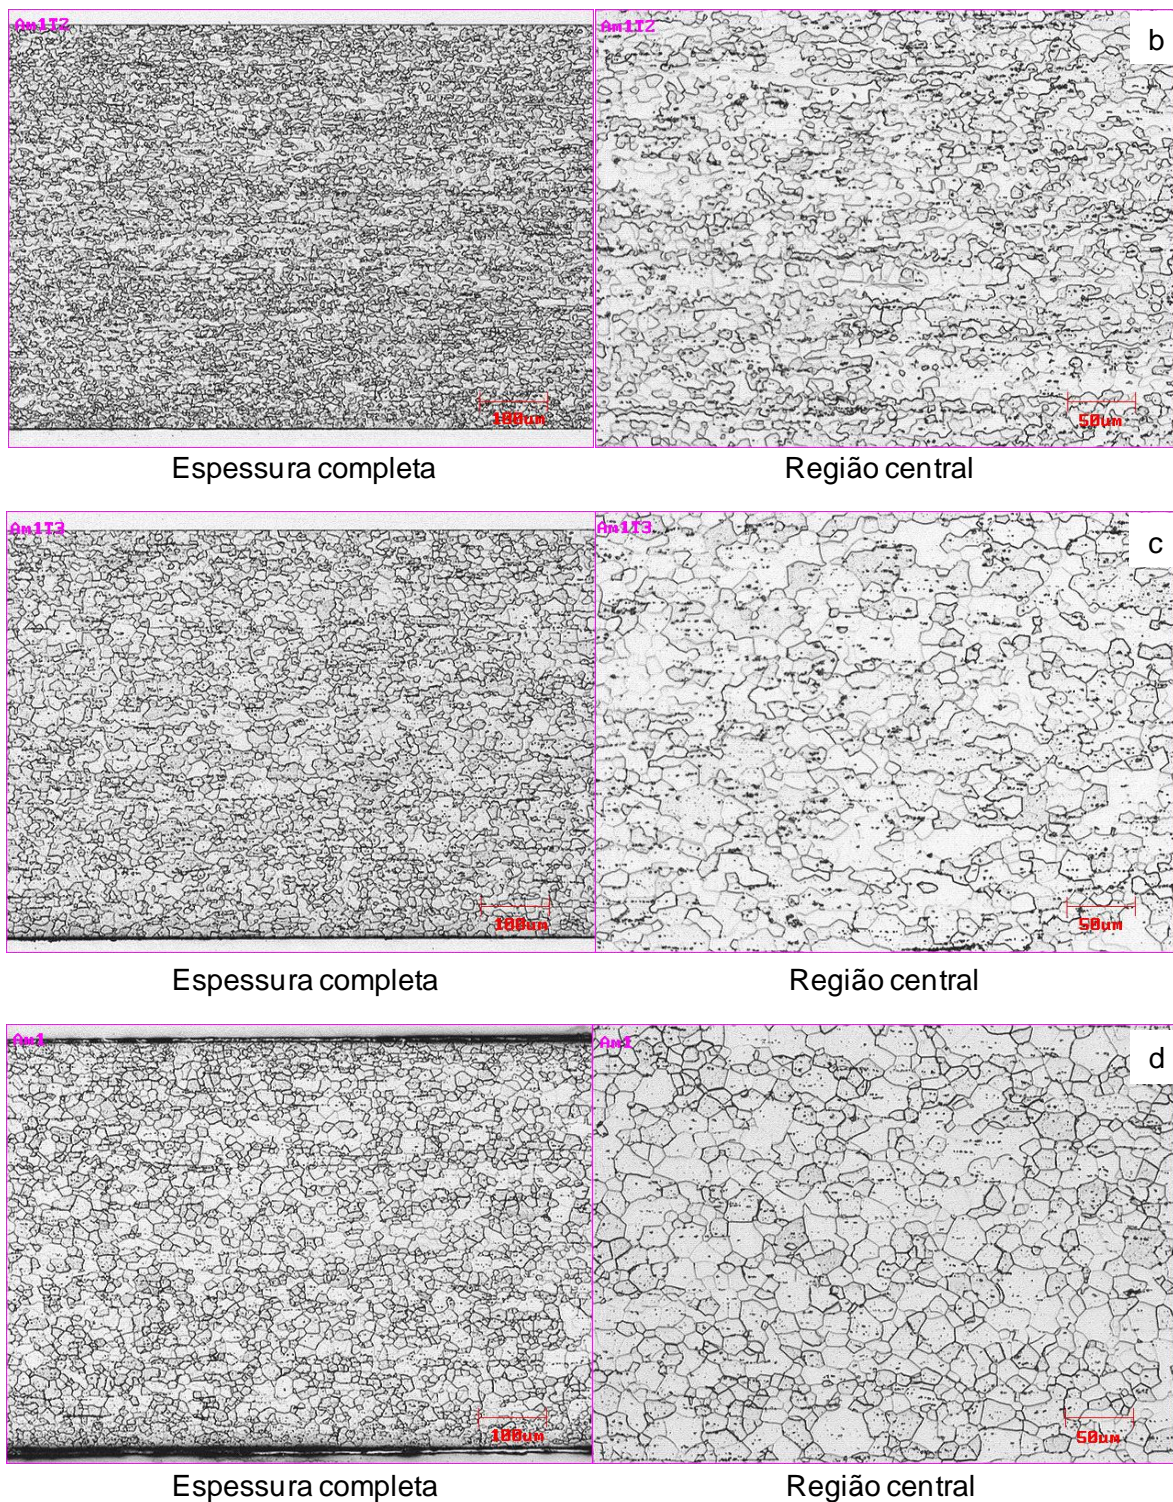 Am1T2
Am1T2
b
100um
50um
Espessura completa
Região central
Am1T3
Am1T3
c
100um
50um
Espessura completa
Região central
Am1
Am1
d
100um
50um
Espessura completa
Região central